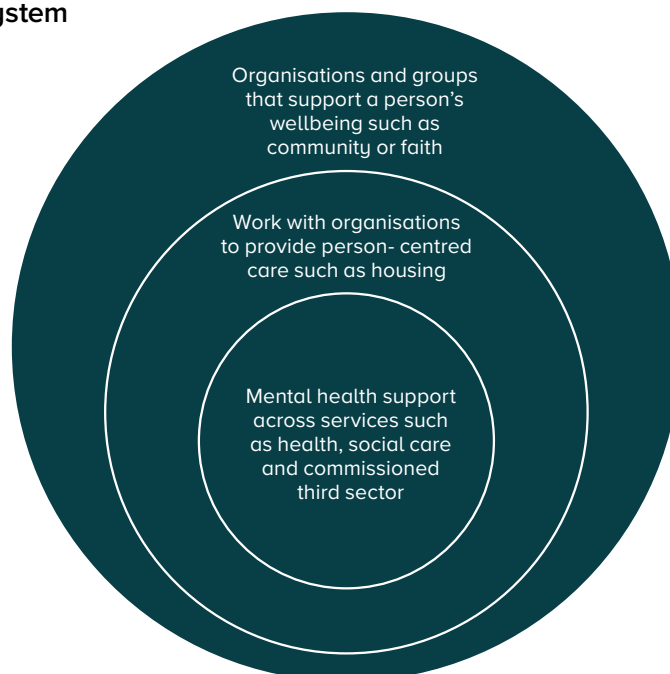 ystem
Organisations and groups
that support a person’s
wellbeing such as
community or faith
Work with organisations
to provide person- centred
care such as housing
Mental health support
across services such
as health, social care
and commissioned
third sector